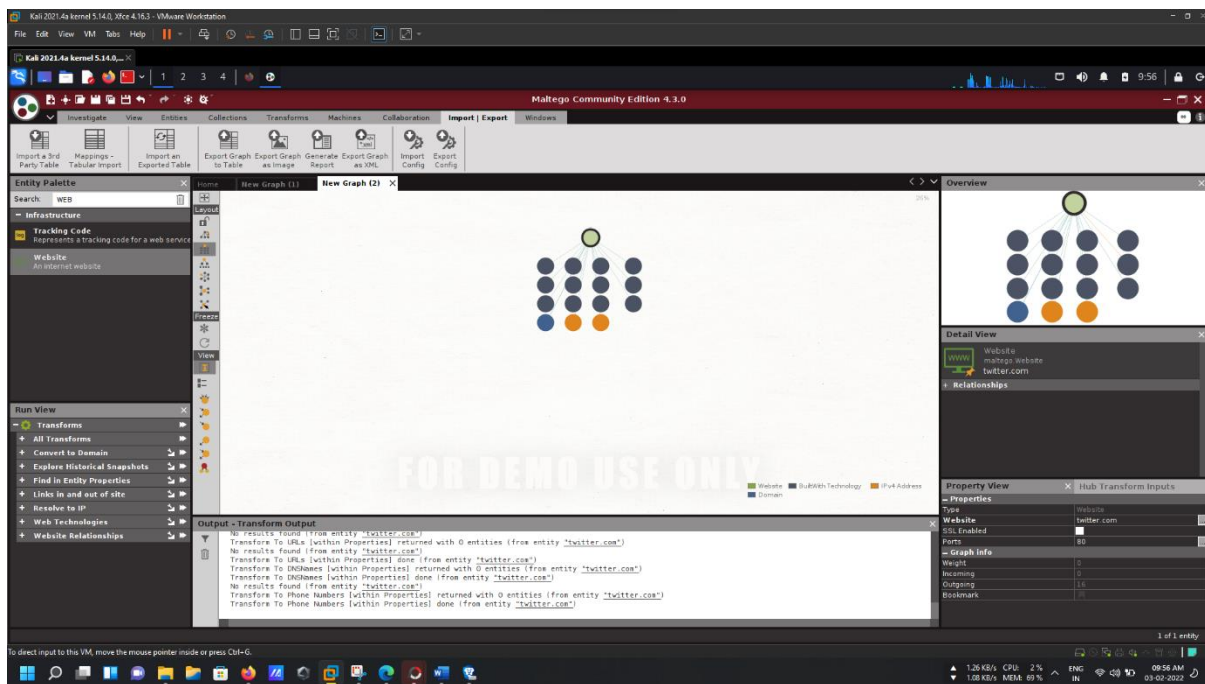 Kali 2021.4a kernel 5.14.0, Xfce 4.16.3 - VMware Workstation
File Edit View VM Tabs Help
Kali 2021.4a kernel 5.14.0,...
1 2 3 4
9:56
Maltego Community Edition 4.3.0
Investigate View Entities Collections Transforms Machines Collaboration Import | Export Windows
Import a 3rd Party Table
Mappings - Tabular Import
Import an Exported Table
Export Graph to Table
Export Graph as Image
Generate Report
Export Graph as XML
Import Config
Export Config
Entity Palette
Search: WEB
Infrastructure
Tracking Code
Represents a tracking code for a web service
Website
An internet website
Home New Graph (1) New Graph (2)
Layout
Freeze
View
20%
FOR DEMO USE ONLY
Website BuiltWith Technology IPv4 Address
Domain
Overview
Detail View
WWW
Website
maltego.Website
twitter.com
+ Relationships
Run View
- Transforms
+ All Transforms
+ Convert to Domain
+ Explore Historical Snapshots
+ Find in Entity Properties
+ Links in and out of site
+ Resolve to IP
+ Web Technologies
+ Website Relationships
Output - Transform Output
No results found (from entity "twitter.com")
Transform To URLs [within Properties] returned with 0 entities (from entity "twitter.com")
No results found (from entity "twitter.com")
Transform To URLs [within Properties] done (from entity "twitter.com")
Transform To DNSNames [within Properties] returned with 0 entities (from entity "twitter.com")
Transform To DNSNames [within Properties] done (from entity "twitter.com")
No results found (from entity "twitter.com")
Transform To Phone Numbers [within Properties] returned with 0 entities (from entity "twitter.com")
Transform To Phone Numbers [within Properties] done (from entity "twitter.com")
Property View Hub Transform Inputs
- Properties
Type Website
Website twitter.com
SSL Enabled
Ports 80
- Graph info
Weight 0
Incoming 0
Outgoing 16
Bookmark
1 of 1 entity
To direct input to this VM, move the mouse pointer inside or press Ctrl+G.
1.26 KB/s CPU: 2%
1.08 KB/s MEM: 69%
ENG
IN
09:56 AM
03-02-2022